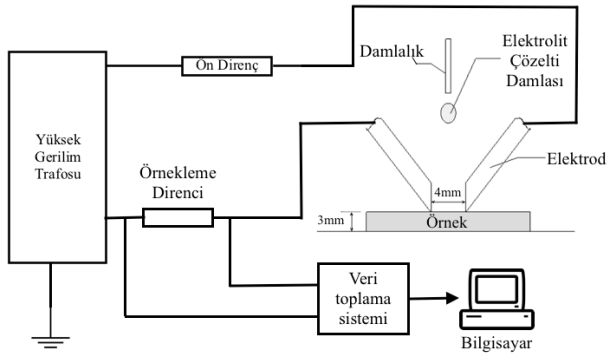 Damlalık
Elektrolit
Çözelti
Damlası
Ön Direnç
Yüksek
Gerilim
Trafosu
Örnekleme
Direnci
Elektrod
4mm
3mm
Örnek
Veri
toplama
sistemi
Bilgisayar